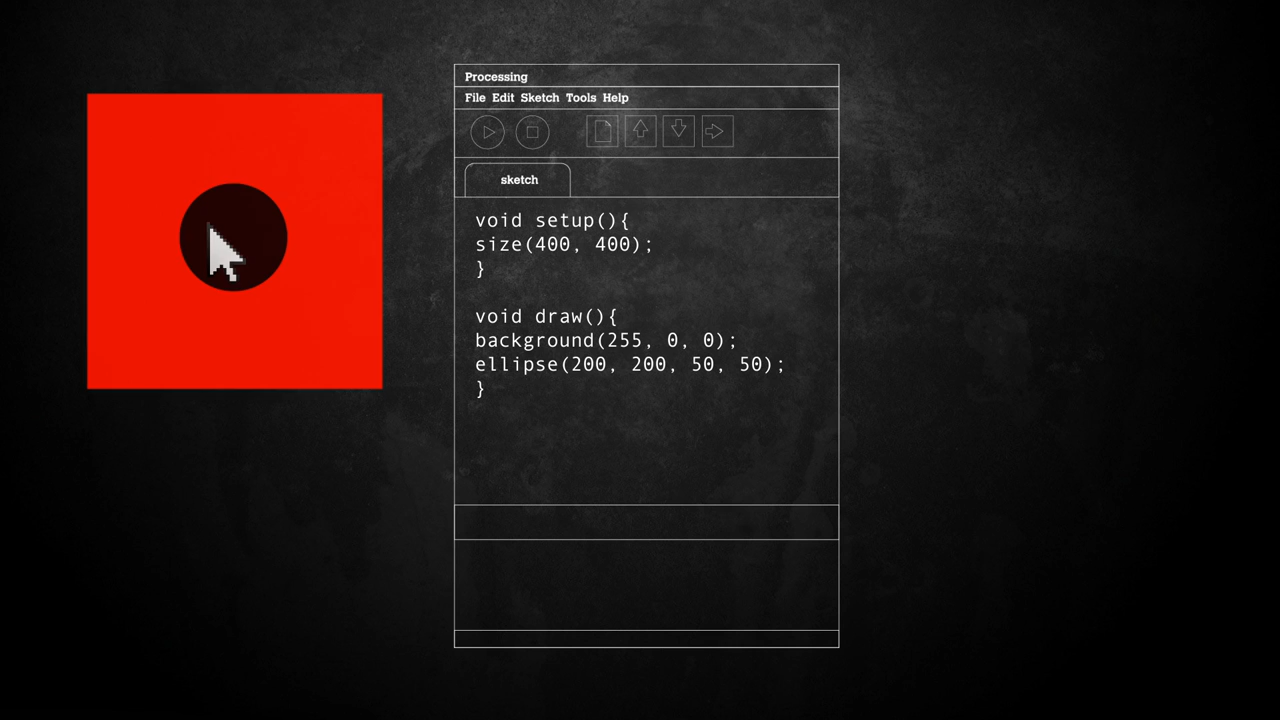 Processing
File Edit Sketch Tools Help
sketch
void setup(){
size(400, 400);
}
void draw(){
background(255, 0, 0);
ellipse(200, 200, 50, 50);
}